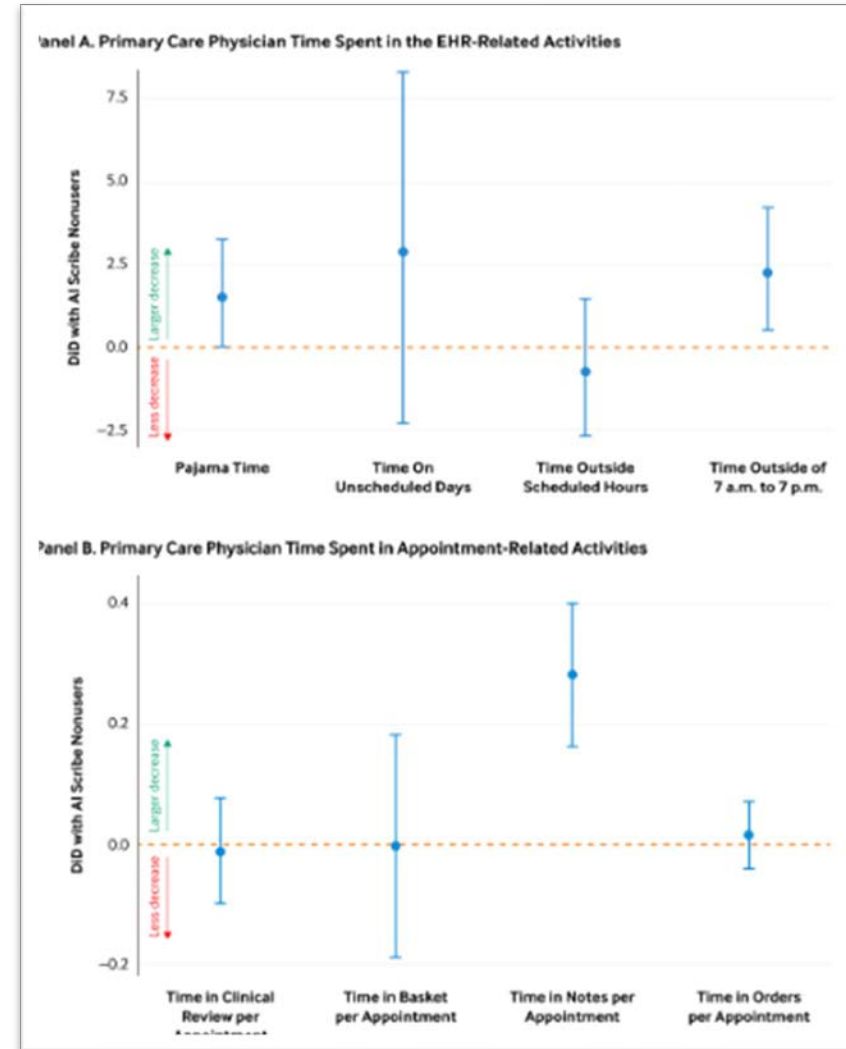 anel A. Primary Care Physician Time Spent in the EHR-Related Activities
7.5
5.0
2.5
0.0
−2.5
DiD with AI Scribe Nonusers
Larger decrease
Less decrease
Pajama Time
Time On
Unscheduled Days
Time Outside
Scheduled Hours
Time Outside of
7 a.m. to 7 p.m.
Panel B. Primary Care Physician Time Spent in Appointment-Related Activities
0.4
0.2
0.0
−0.2
DiD with AI Scribe Nonusers
Larger decrease
Less decrease
Time in Clinical
Review per
Time in Basket
per Appointment
Time in Notes per
Appointment
Time in Orders
per Appointment